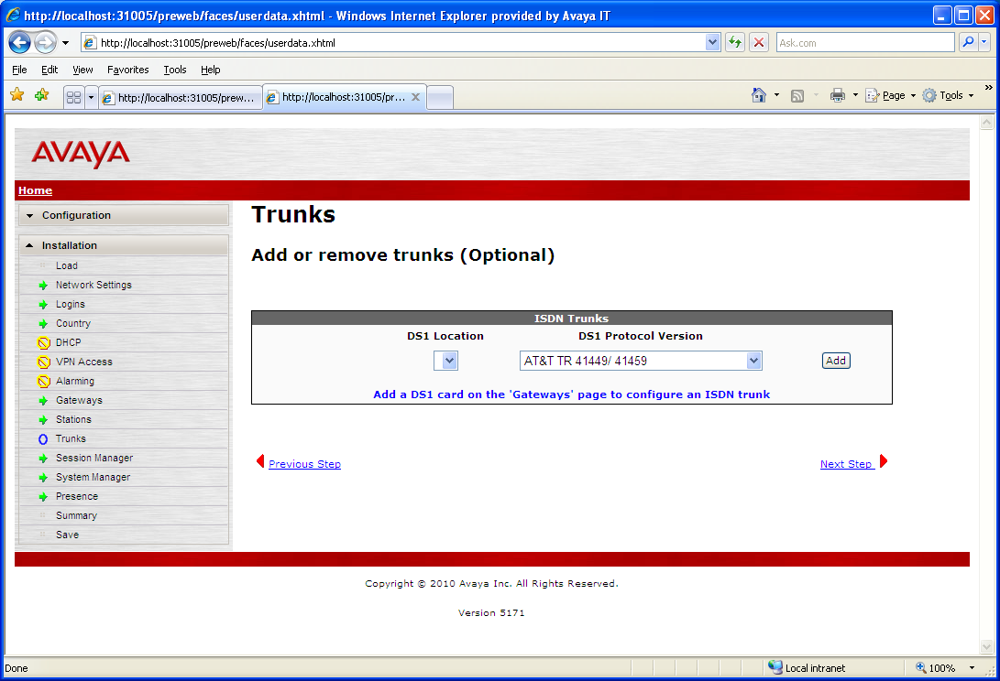 http://localhost:31005/preweb/faces/userdata.xhtml - Windows Internet Explorer provided by Avaya IT
http://localhost:31005/preweb/faces/userdata.xhtml
Ask.com
File Edit View Favorites Tools Help
http://localhost:31005/prew...
http://localhost:31005/pr...
Page
Tools
AVAYA
Home
Configuration
Installation
Load
Network Settings
Logins
Country
DHCP
VPN Access
Alarming
Gateways
Stations
Trunks
Session Manager
System Manager
Presence
Summary
Save
Trunks
Add or remove trunks (Optional)
ISDN Trunks
DS1 Location DS1 Protocol Version
AT&T TR 41449/ 41459 Add
Add a DS1 card on the 'Gateways' page to configure an ISDN trunk
Previous Step Next Step
Copyright © 2010 Avaya Inc. All Rights Reserved.
Version 5171
Done Local intranet 100%